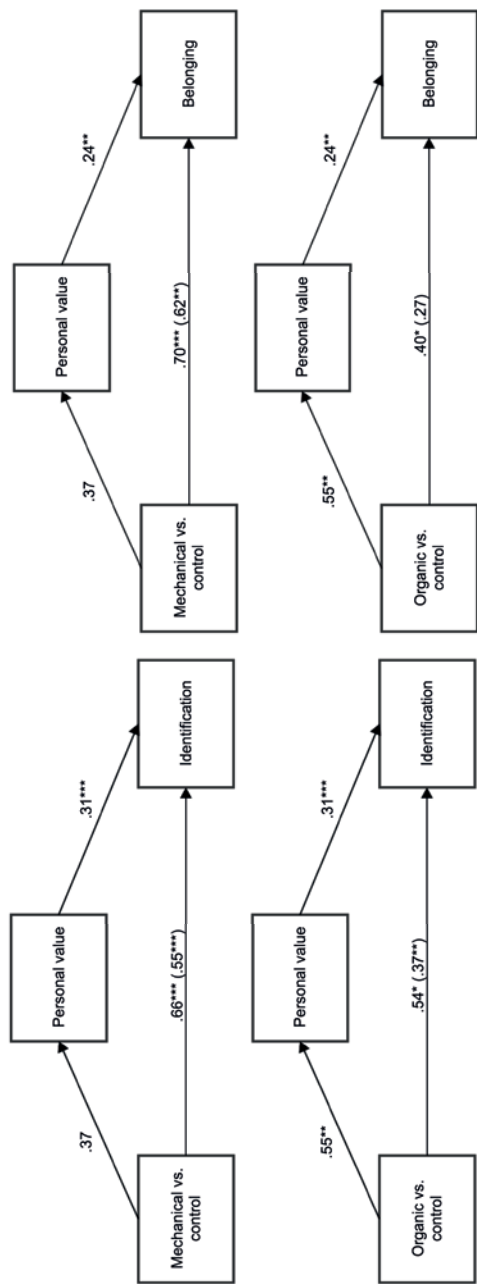 Personal value
.37
.31***
Mechanical vs.
control
.66*** (.55***)
Identification
Personal value
.37
.24**
Mechanical vs.
control
.70*** (.62**)
Belonging
Personal value
.55**
.31***
Organic vs.
control
.54* (.37**)
Identification
Personal value
.55**
.24**
Organic vs.
control
.40* (.27)
Belonging